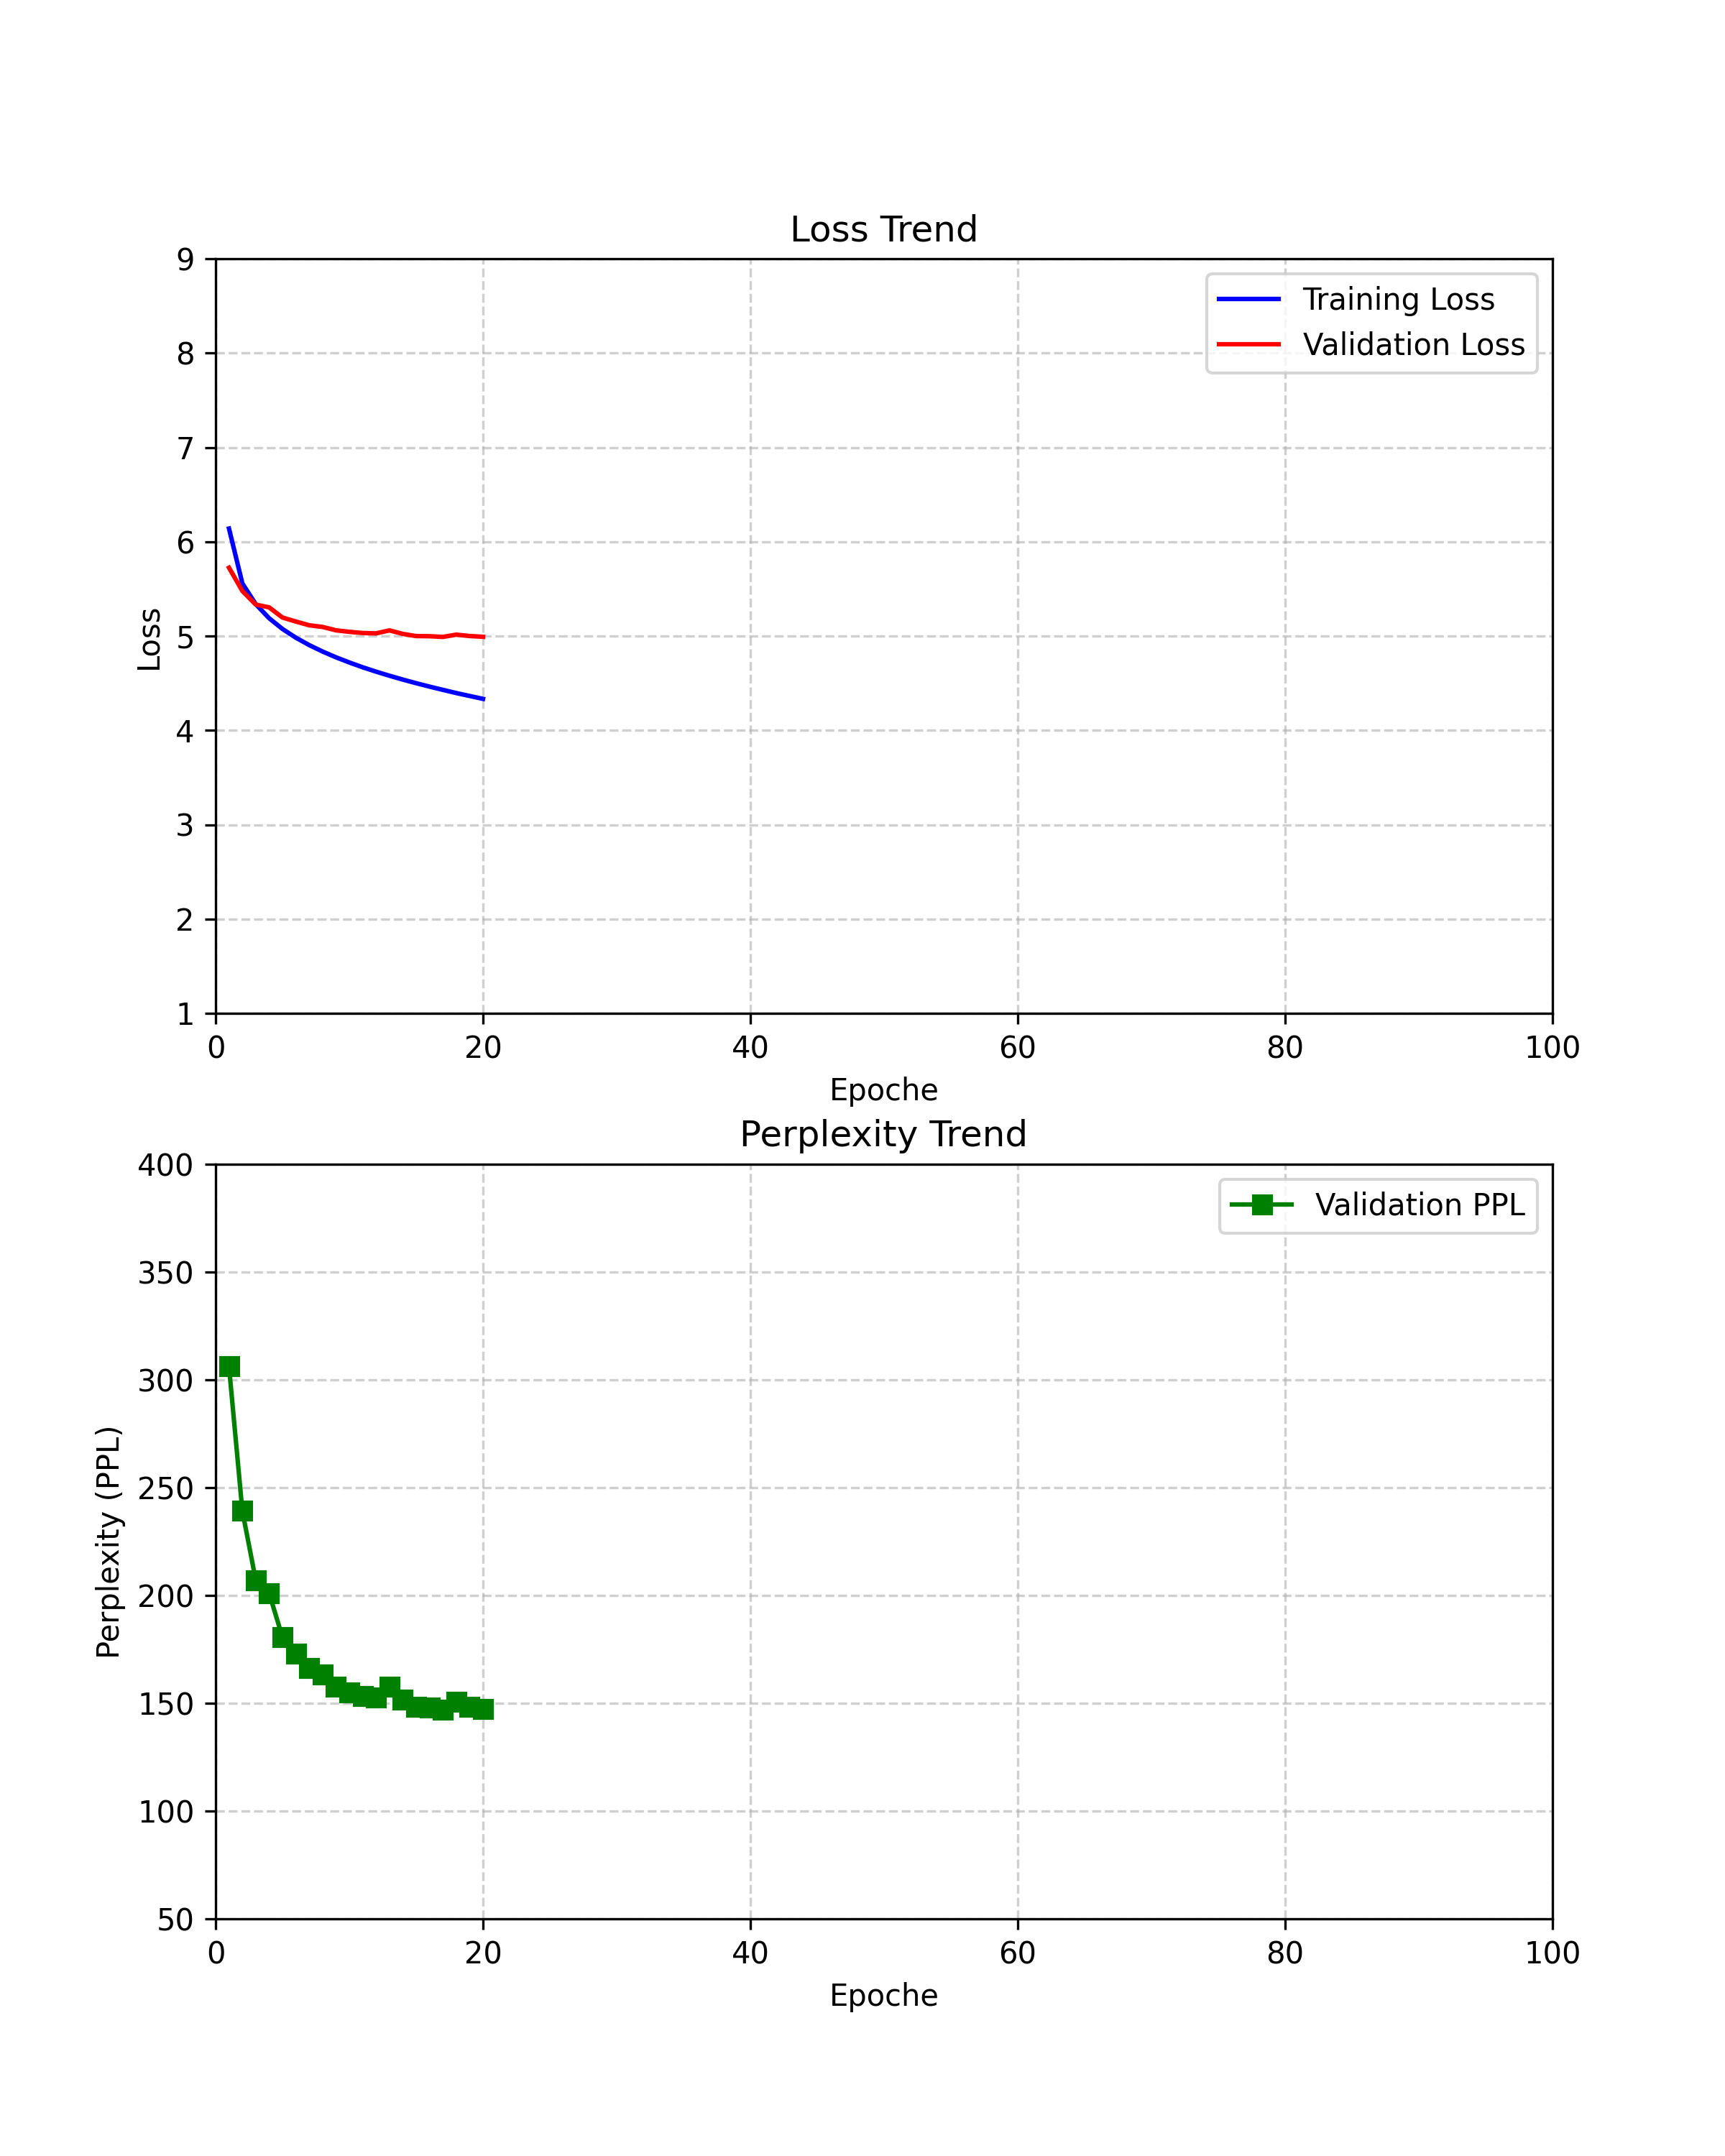 Loss Trend
9
8
7
6
5
4
3
2
1
Loss
Training Loss
Validation Loss
0 20 40 60 80 100
Epoche
Perplexity Trend
400
350
300
250
200
150
100
50
Perplexity (PPL)
Validation PPL
0 20 40 60 80 100
Epoche